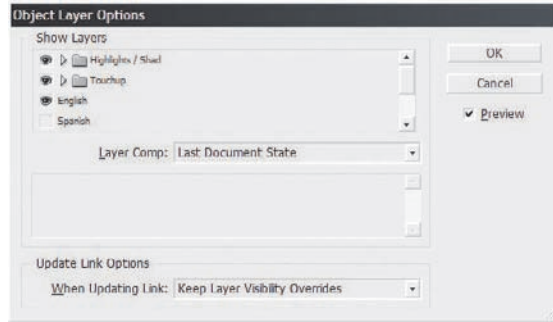 Object Layer Options
Show Layers
Highlights / Shad
Touchup
English
Spanish
Layer Comp: Last Document State
Update Link Options
When Updating Link: Keep Layer Visibility Overrides
OK
Cancel
Preview